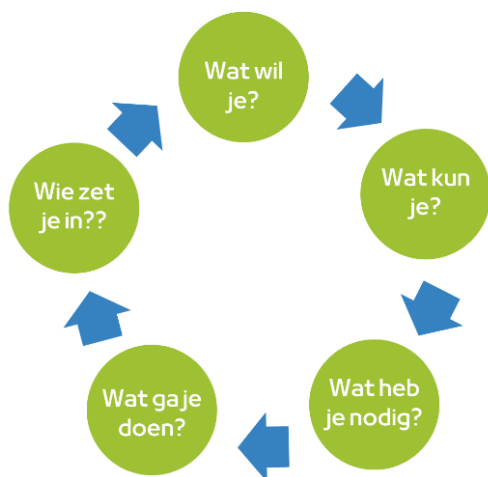 Wat wil
je?
Wat kun
je?
Wat heb
je nodig?
Wat ga je
doen?
Wie zet
je in??